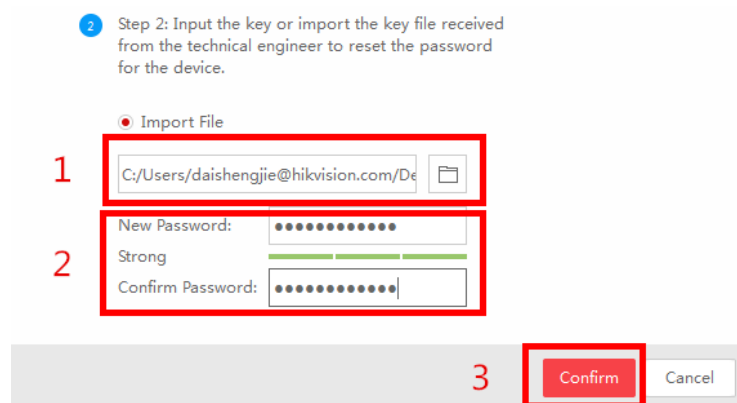 2 Step 2: Input the key or import the key file received
from the technical engineer to reset the password
for the device.
Import File
1 C:/Users/daishengjie@hikvision.com/De
New Password: ●●●●●●●●●●●●
2 Strong
Confirm Password: ●●●●●●●●●●●●
3 Confirm Cancel